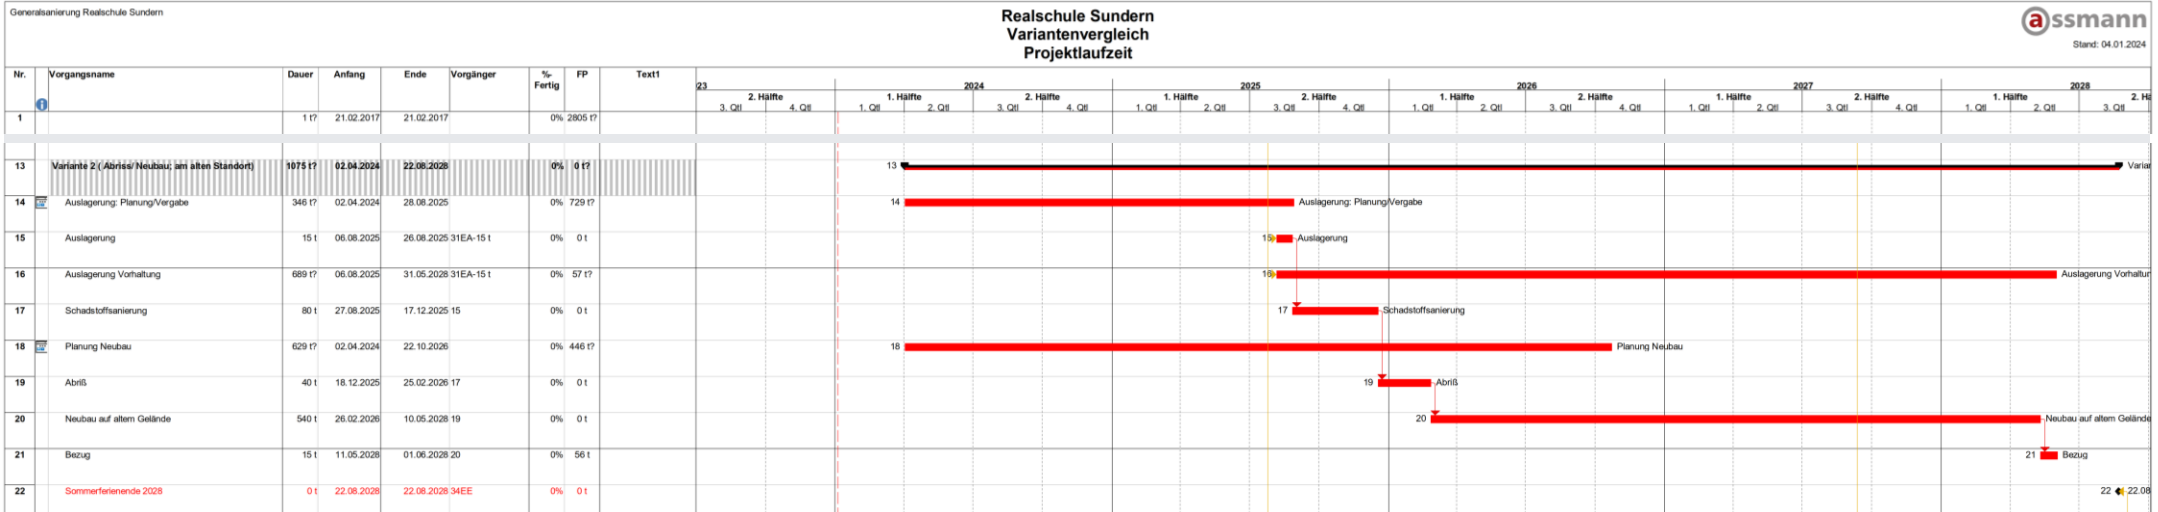 Generalsanierung Realschule Sundern
Realschule Sundern
Variantenvergleich
Projektlaufzeit
assmann
Stand: 04.01.2024
Nr. Vorgangsname Dauer Anfang Ende Vorgänger %-Fertig FP Text1
23 2024 2025 2026 2027 2028
2. Hälfte 1. Hälfte 2. Hälfte 1. Hälfte 2. Hälfte 1. Hälfte 2. Hälfte 1. Hälfte 2. Hälfte 1. Hälfte 2. Hä
3. Qtl 4. Qtl 1. Qtl 2. Qtl 3. Qtl 4. Qtl 1. Qtl 2. Qtl 3. Qtl 4. Qtl 1. Qtl 2. Qtl 3. Qtl 4. Qtl 1. Qtl 2. Qtl 3. Qtl 4. Qtl 1. Qtl 2. Qtl 3. Qtl
1 1 t? 21.02.2017 21.02.2017 0% 2805 t?
13 Variante 2 ( Abriss/ Neubau; am alten Standort) 1075 t? 02.04.2024 22.08.2028 0% 0 t? 13 Varian
14 Auslagerung: Planung/Vergabe 346 t? 02.04.2024 28.08.2025 0% 729 t? 14 Auslagerung: Planung/Vergabe
15 Auslagerung 15 t 06.08.2025 26.08.2025 31EA-15 t 0% 0 t 15 Auslagerung
16 Auslagerung Vorhaltung 689 t? 06.08.2025 31.05.2028 31EA-15 t 0% 57 t? 16 Auslagerung Vorhaltun
17 Schadstoffsanierung 80 t 27.08.2025 17.12.2025 15 0% 0 t 17 Schadstoffsanierung
18 Planung Neubau 629 t? 02.04.2024 22.10.2026 0% 446 t? 18 Planung Neubau
19 Abriß 40 t 18.12.2025 25.02.2026 17 0% 0 t 19 Abriß
20 Neubau auf altem Gelände 540 t 26.02.2026 10.05.2028 19 0% 0 t 20 Neubau auf altem Gelände
21 Bezug 15 t 11.05.2028 01.06.2028 20 0% 56 t 21 Bezug
22 Sommerferienende 2028 0 t 22.08.2028 22.08.2028 34EE 0% 0 t 22 22.08